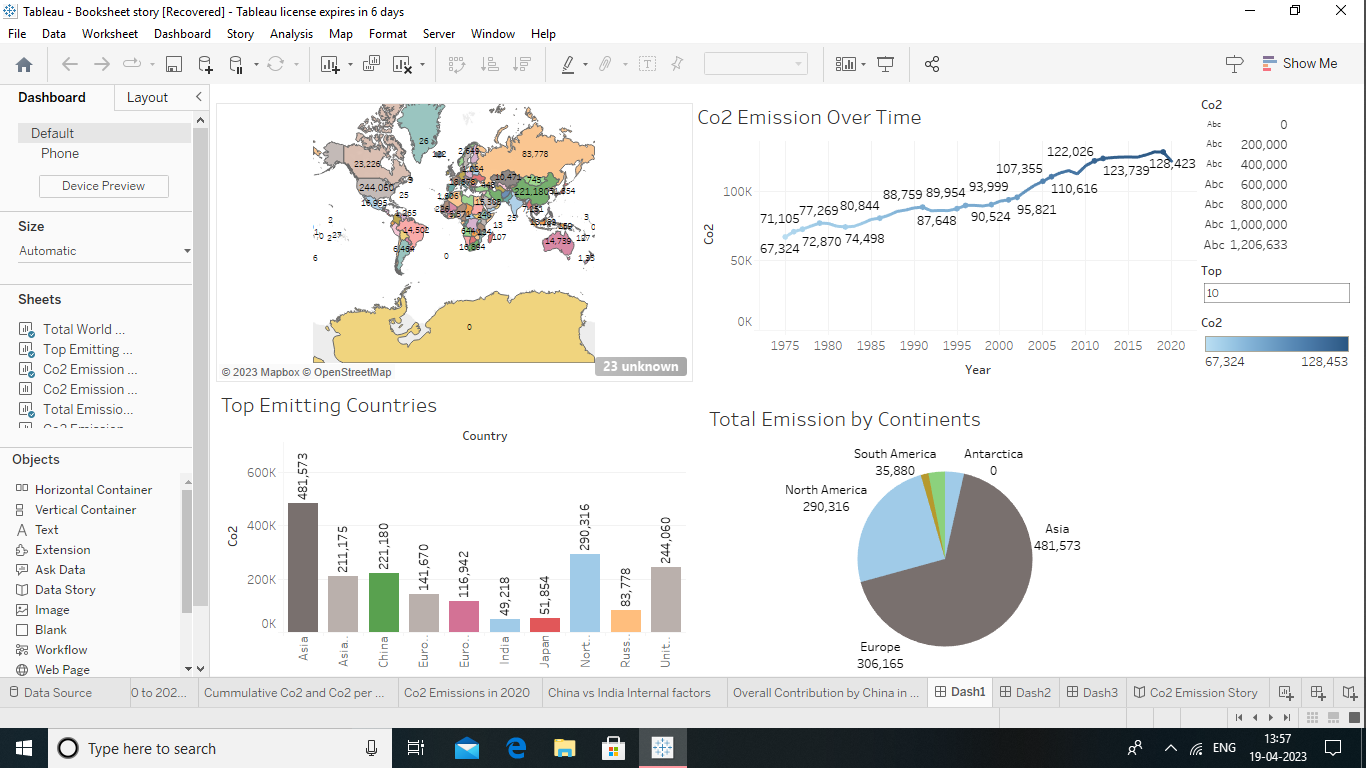 Tableau - Booksheet story [Recovered] - Tableau license expires in 6 days
File Data Worksheet Dashboard Story Analysis Map Format Server Window Help
Show Me
Dashboard Layout
Default
Phone
Device Preview
Size
Automatic
Sheets
Total World ...
Top Emitting ...
Co2 Emission ...
Co2 Emission ...
Total Emissio...
Objects
Horizontal Container
Vertical Container
Text
Extension
Ask Data
Data Story
Image
Blank
Workflow
Web Page
26
83,778
23,226
244,060
221,180
16,995
25
14,502
6,484
14,739
13
107
3
0
2
6
0
0
© 2023 Mapbox © OpenStreetMap
23 unknown
Co2 Emission Over Time
Co2
100K
50K
0K
71,105
67,324
77,269
72,870
80,844
74,498
88,759
87,648
89,954
93,999
90,524
107,355
95,821
122,026
110,616
123,739
128,423
1975 1980 1985 1990 1995 2000 2005 2010 2015 2020
Year
Co2
Abc 0
Abc 200,000
Abc 400,000
Abc 600,000
Abc 800,000
Abc 1,000,000
Abc 1,206,633
Top
10
Co2
67,324 128,453
Top Emitting Countries
Country
Co2
600K
400K
200K
0K
481,573
211,175
221,180
141,670
116,942
49,218
51,854
290,316
83,778
244,060
Asia
Asia..
China
Euro..
Euro..
India
Japan
Nort..
Russ..
Unit..
Total Emission by Continents
South America
35,880
Antarctica
0
North America
290,316
Asia
481,573
Europe
306,165
Data Source 0 to 202... Cummulative Co2 and Co2 per ... Co2 Emissions in 2020 China vs India Internal factors Overall Contribution by China in ... Dash1 Dash2 Dash3 Co2 Emission Story
Type here to search
ENG
13:57
19-04-2023